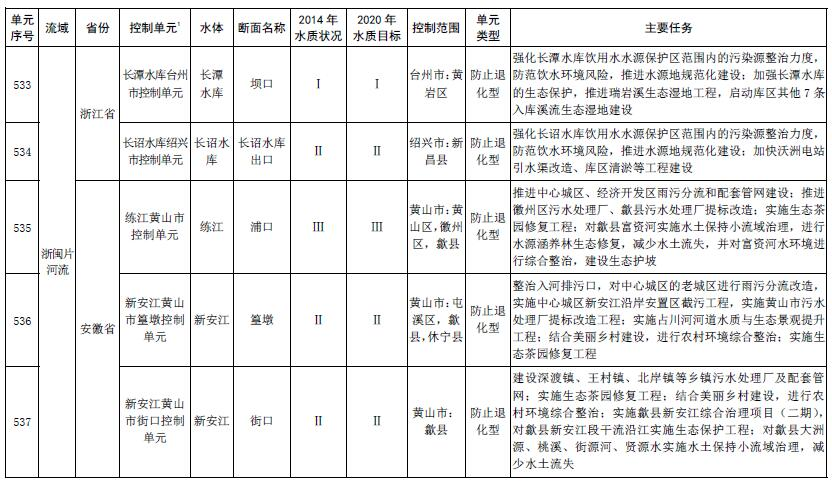 单元序号 流域 省份 控制单元¹ 水体 断面名称 2014 年水质状况 2020 年水质目标 控制范围 单元类型 主要任务
浙闽片河流
浙江省
533 长潭水库台州市控制单元 长潭水库 坝口 Ⅰ Ⅰ 台州市：黄岩区 防止退化型
强化长潭水库饮用水水源保护区范围内的污染源整治力度，
防范饮水环境风险，推进水源地规范化建设；加强长潭水库
的生态保护，推进瑞岩溪生态湿地工程，启动库区其他 7 条
入库溪流生态湿地建设
534 长诏水库绍兴市控制单元 长诏水库 长诏水库出口 Ⅱ Ⅱ 绍兴市：新昌县 防止退化型
强化长诏水库饮用水水源保护区范围内的污染源整治力度，
防范饮水环境风险，推进水源地规范化建设；加快沃洲电站
引水渠改造、库区清淤等工程建设
安徽省
535 练江黄山市控制单元 练江 浦口 Ⅲ Ⅲ 黄山市：黄山区，徽州区，歙县 防止退化型
推进中心城区、经济开发区雨污分流和配套管网建设；推进
徽州区污水处理厂、歙县污水处理厂提标改造；实施生态茶
园修复工程；对歙县富资河实施水土保持小流域治理，进行
水源涵养林生态修复，减少水土流失，并对富资河水环境进
行综合整治，建设生态护坡
536 新安江黄山市篁墩控制单元 新安江 篁墩 Ⅱ Ⅱ 黄山市：屯溪区，歙县，休宁县 防止退化型
整治入河排污口，对中心城区的老城区进行雨污分流改造，
实施中心城区新安江沿岸安置区截污工程，实施黄山市污水
处理厂提标改造工程；实施占川河河道水质与生态景观提升
工程；结合美丽乡村建设，进行农村环境综合整治；实施生
态茶园修复工程
537 新安江黄山市街口控制单元 新安江 街口 Ⅱ Ⅱ 黄山市：歙县 防止退化型
建设深渡镇、王村镇、北岸镇等乡镇污水处理厂及配套管
网；实施生态茶园修复工程；结合美丽乡村建设，进行农
村环境综合整治；实施歙县新安江综合治理项目（二期），
对歙县新安江段干流沿江实施生态保护工程；对歙县大洲
源、桃溪、街源河、贤源水实施水土保持小流域治理，减
少水土流失